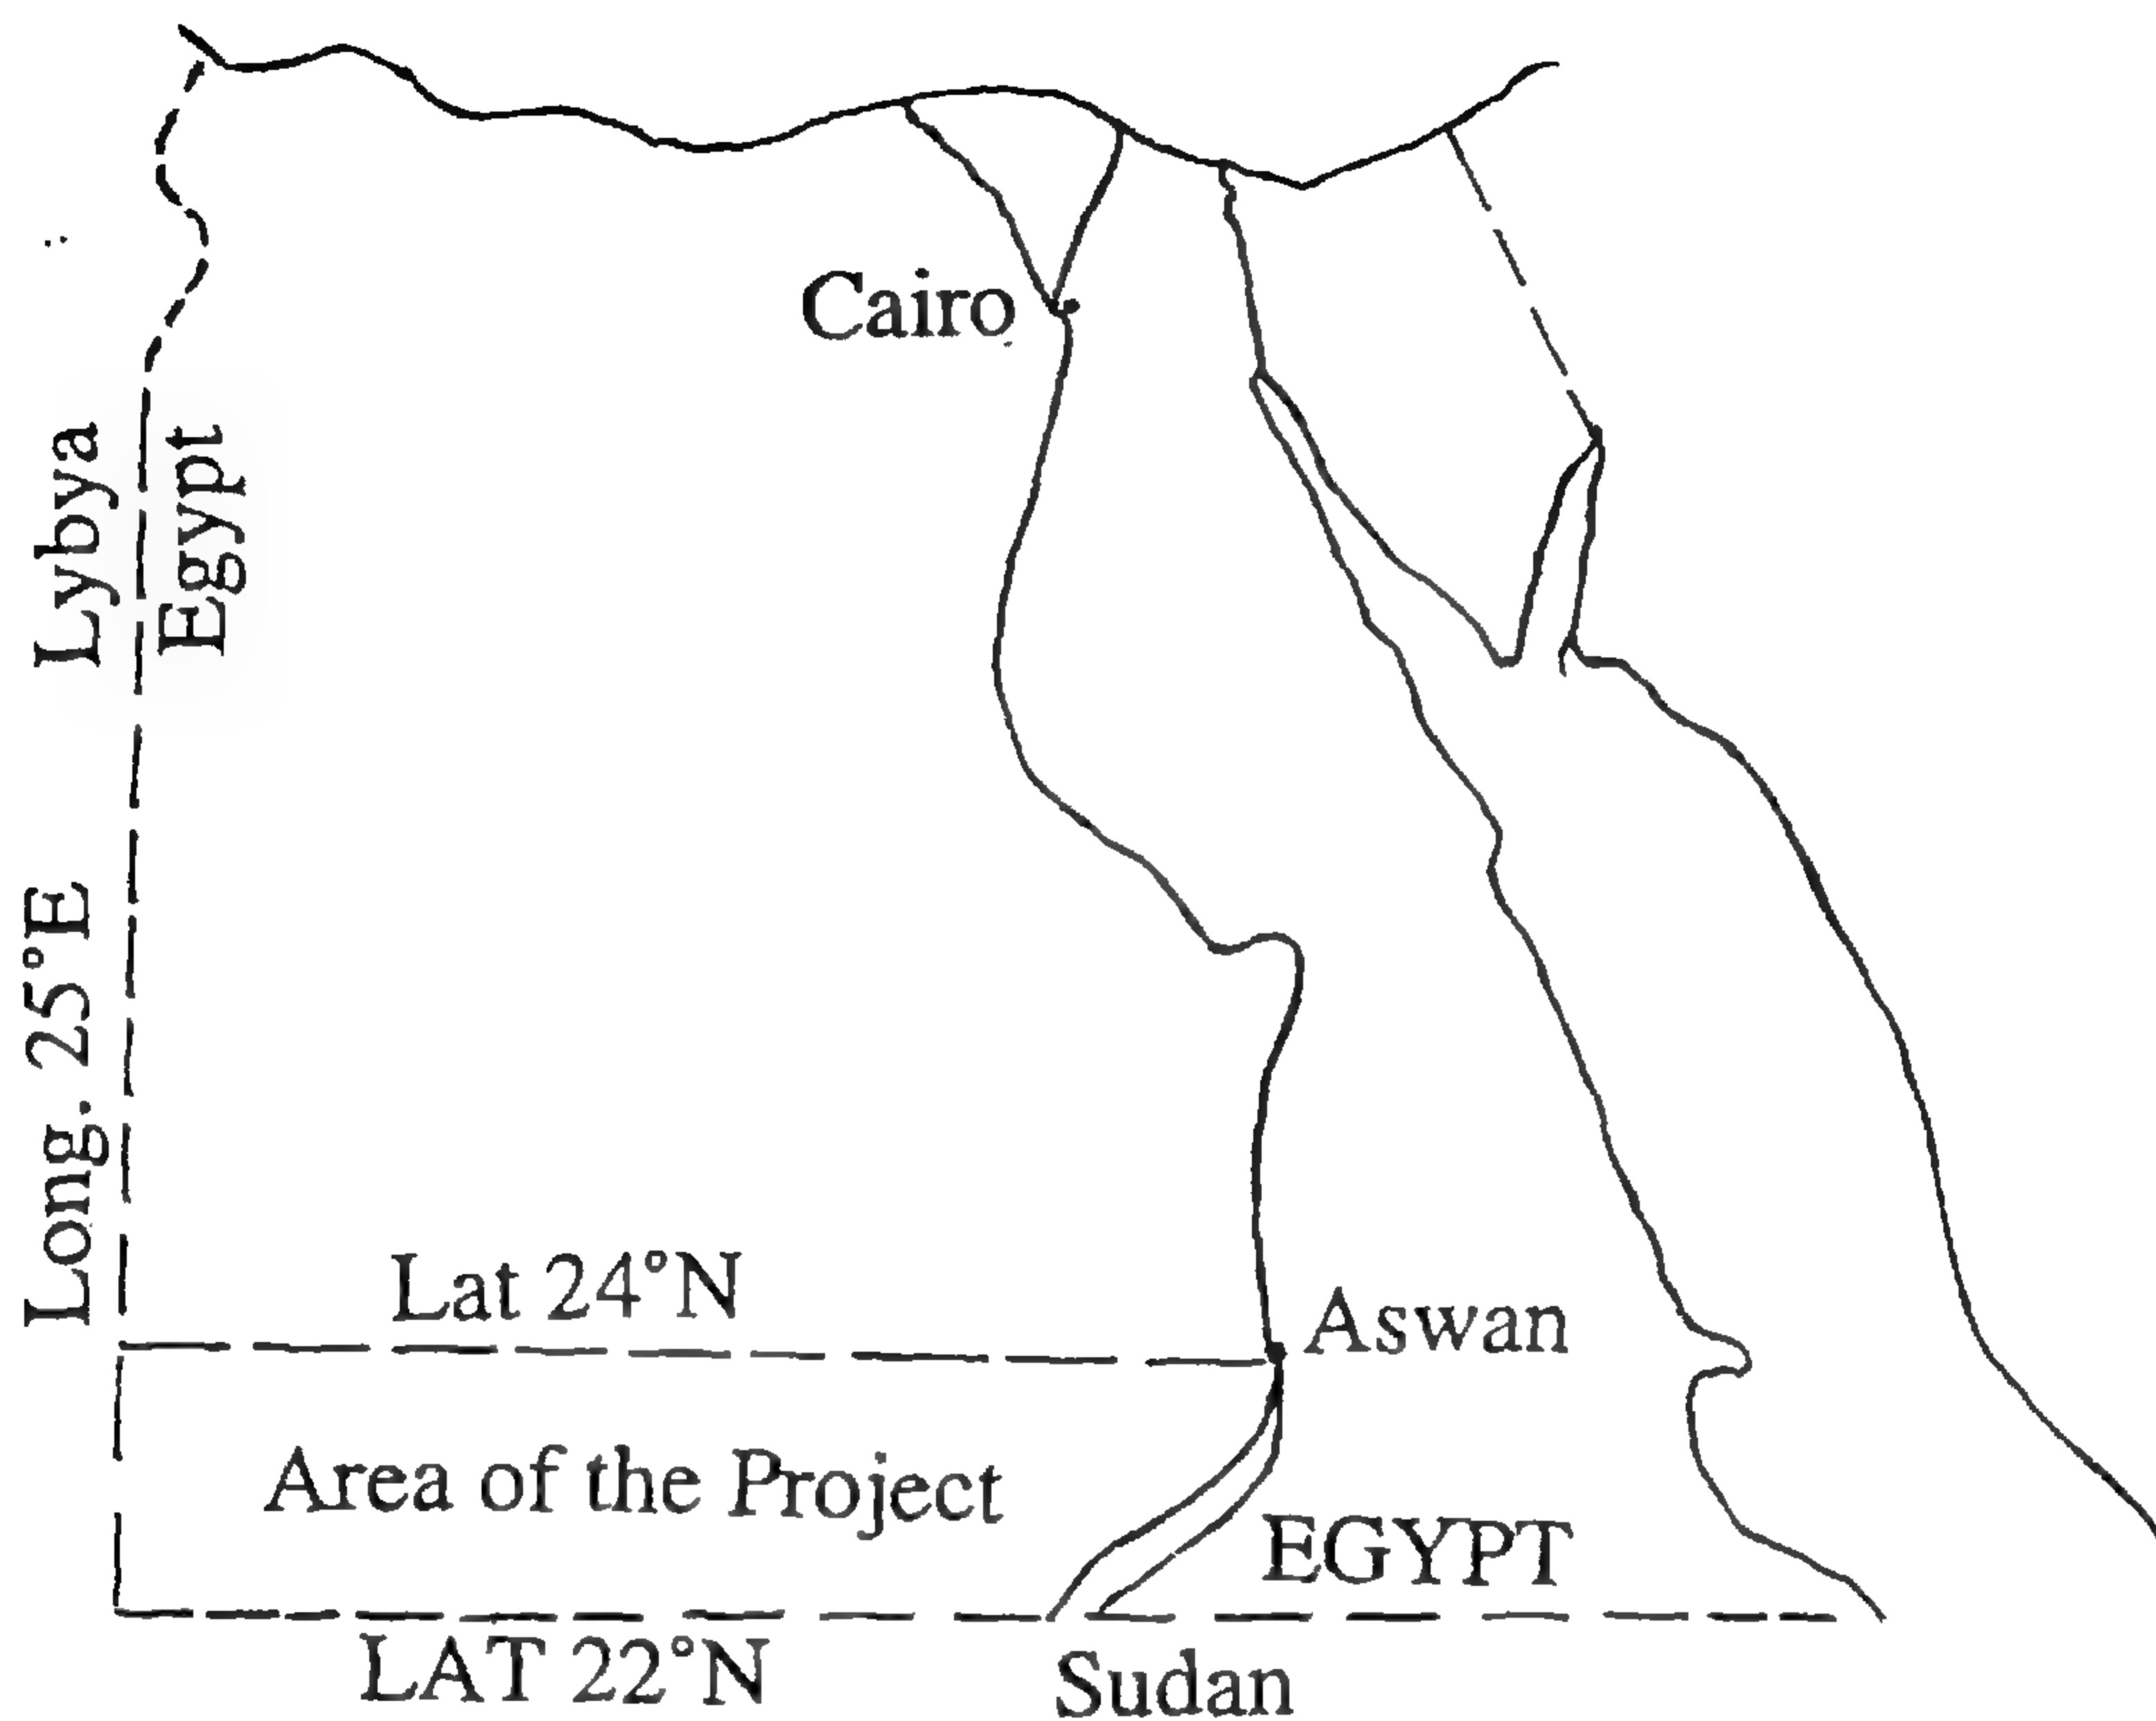 Cairo
Lybya
Egypt
Long. 25°E
Lat 24°N
Aswan
Area of the Project
EGYPT
LAT 22°N
Sudan